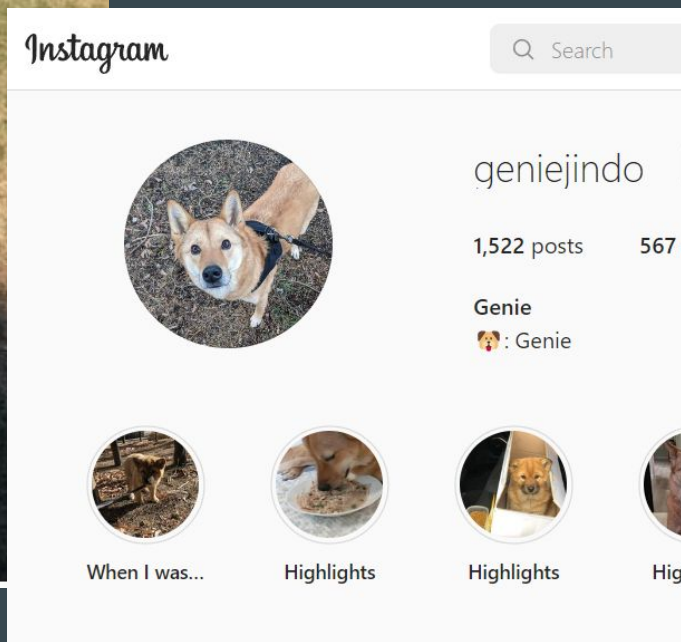 Instagram
Search
geniejindo
1,522 posts 567
Genie
🐶: Genie
When I was...
Highlights
Highlights
Hig